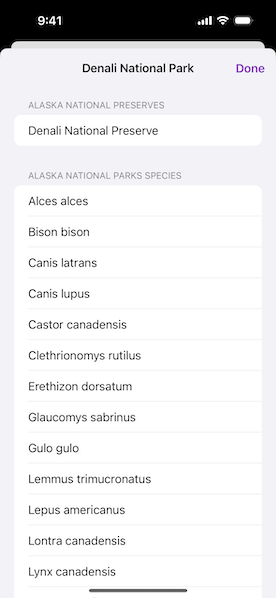 9:41
Denali National Park
Done
ALASKA NATIONAL PRESERVES
Denali National Preserve
ALASKA NATIONAL PARKS SPECIES
Alces alces
Bison bison
Canis latrans
Canis lupus
Castor canadensis
Clethrionomys rutilus
Erethizon dorsatum
Glaucomys sabrinus
Gulo gulo
Lemmus trimucronatus
Lepus americanus
Lontra canadensis
Lynx canadensis